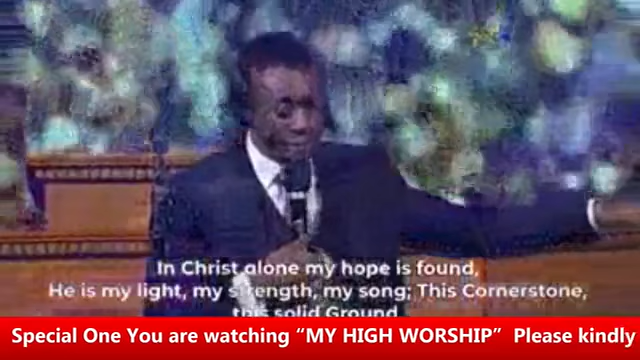 In Christ alone my hope is found,
He is my light, my strength, my song; This Cornerstone,
this solid Ground
Special One You are watching “MY HIGH WORSHIP” Please kindly